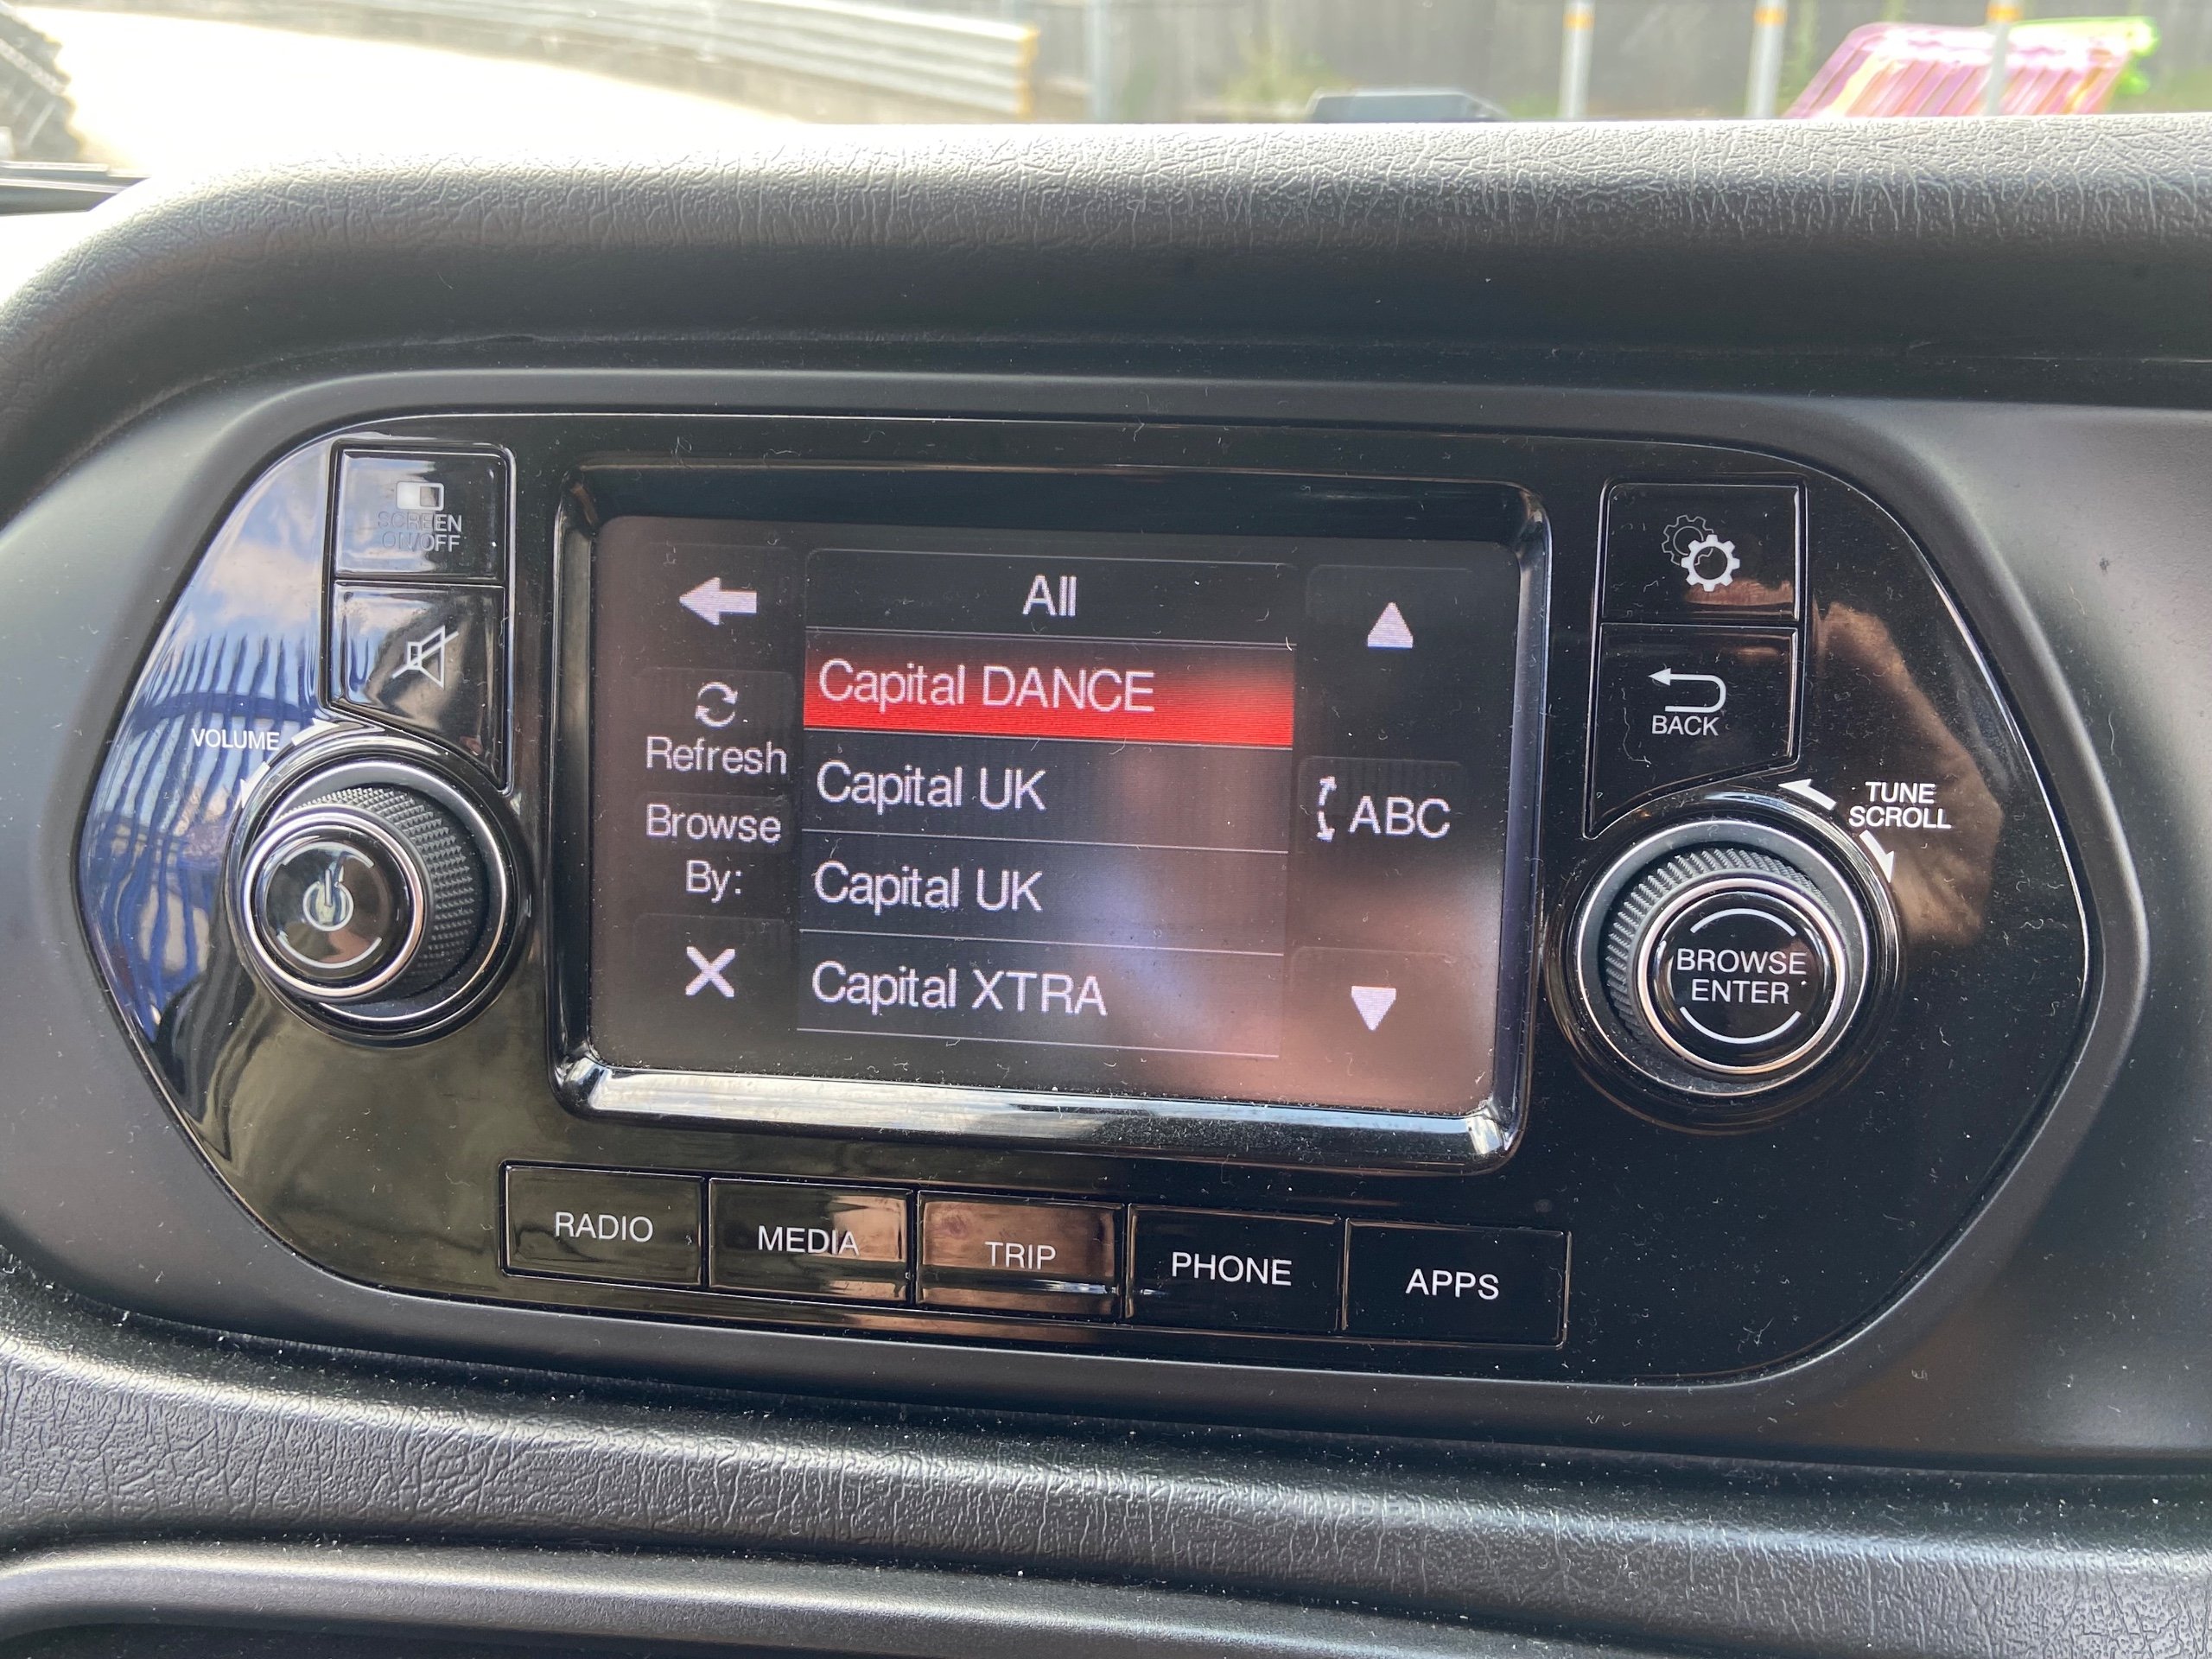 SCREEN
ON/OFF
VOLUME
All
Capital DANCE
Refresh
Capital UK
Browse
By:
ABC
Capital UK
Capital XTRA
BACK
TUNE
SCROLL
BROWSE
ENTER
RADIO
MEDIA
TRIP
PHONE
APPS